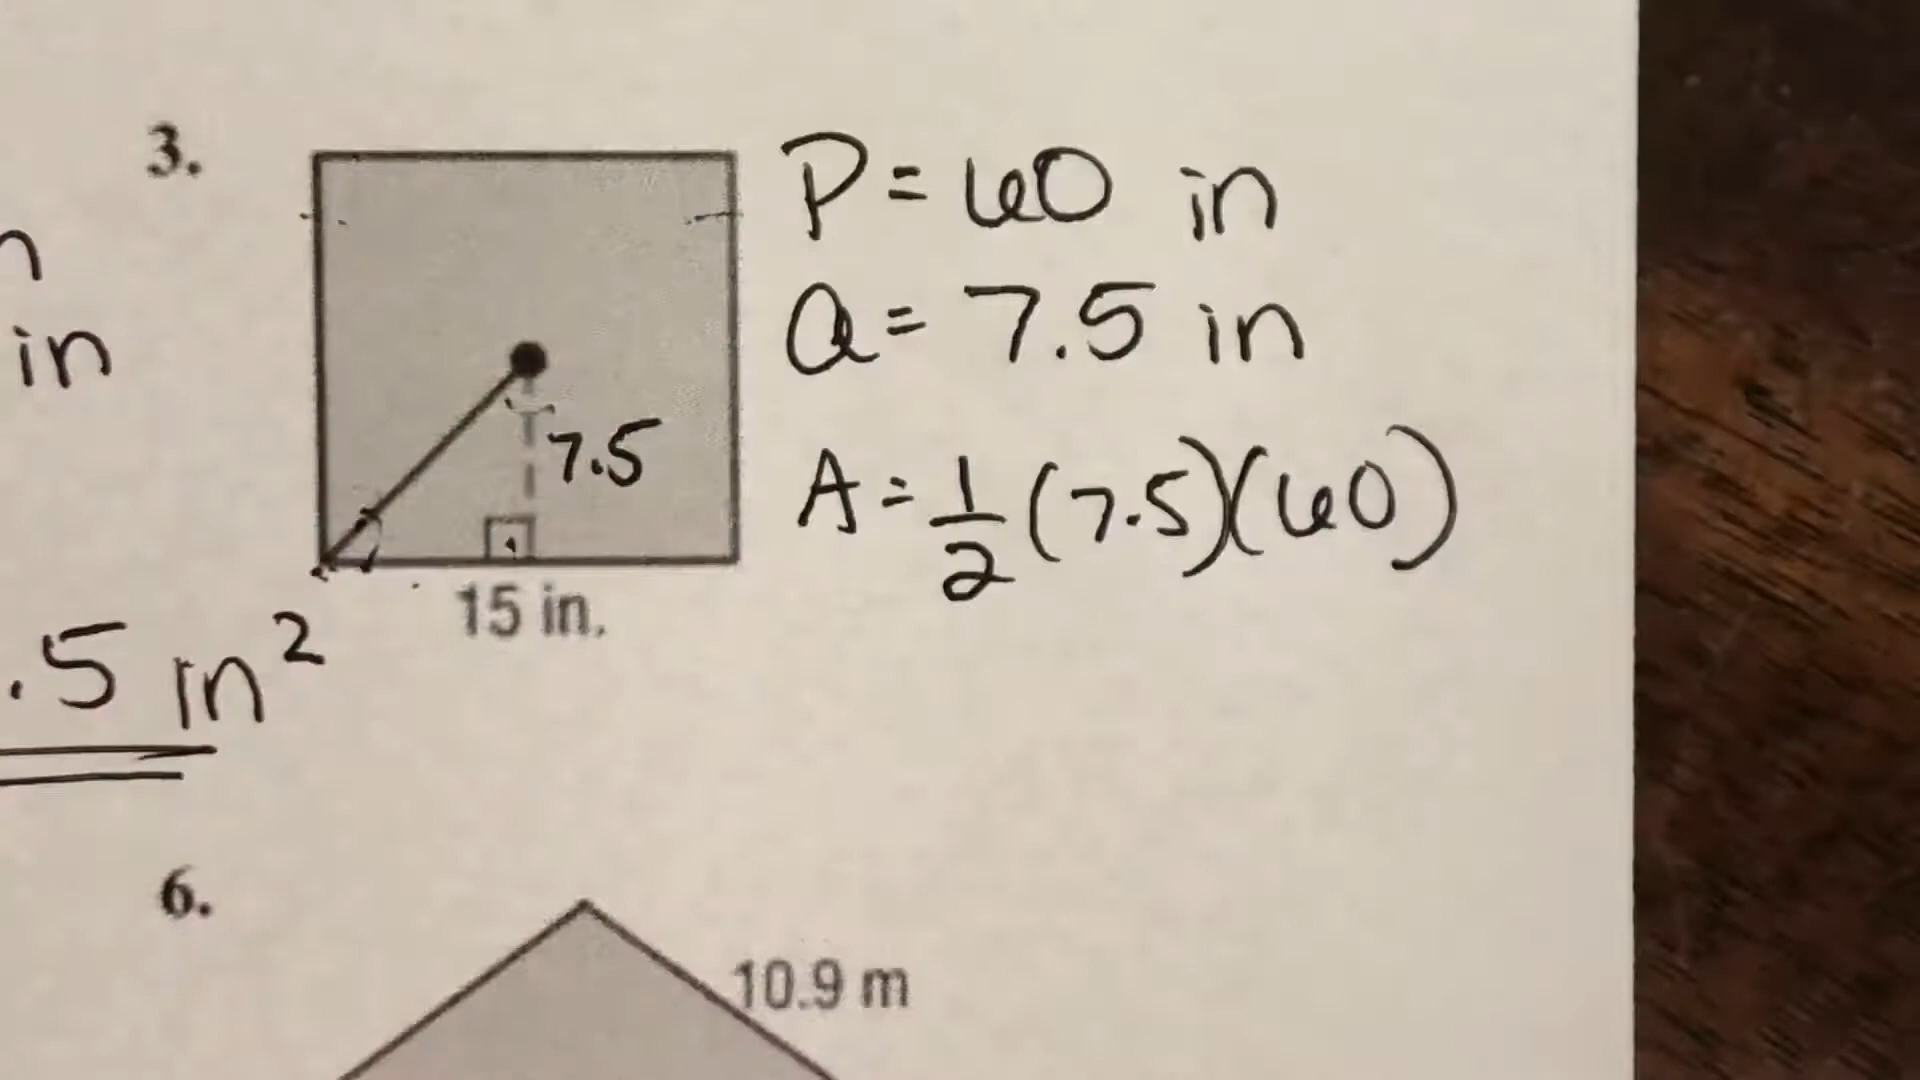 3.
P = 60 in
a = 7.5 in
7.5
A = 1/2 (7.5)(60)
15 in.
in
.5 in²
6.
10.9 m